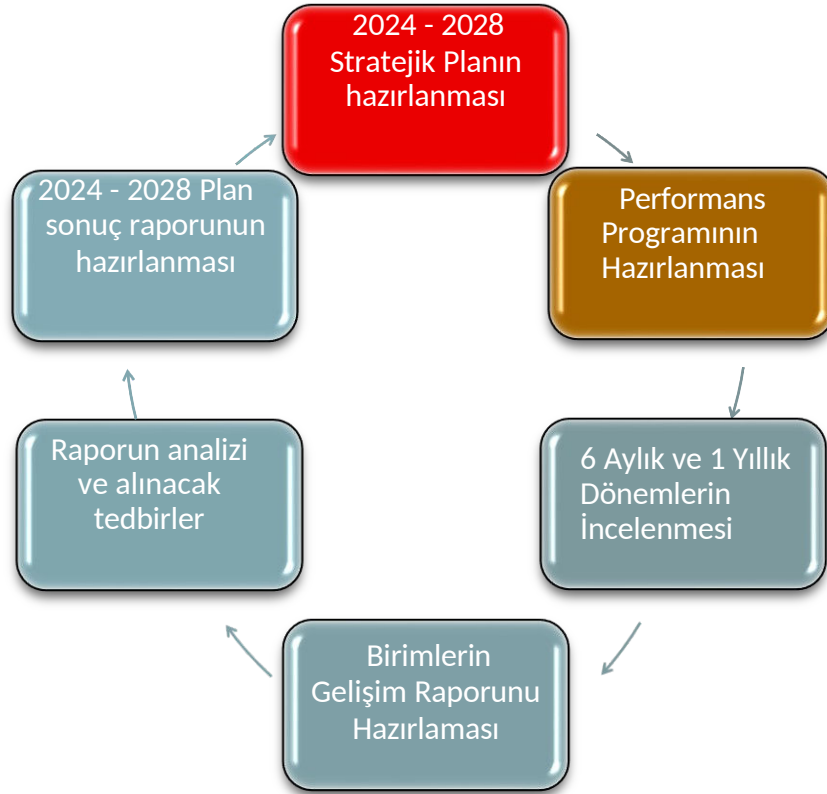 2024 - 2028
Stratejik Planın
hazırlanması
Performans
Programının
Hazırlanması
6 Aylık ve 1 Yıllık
Dönemlerin
İncelenmesi
Birimlerin
Gelişim Raporunu
Hazırlaması
Raporun analizi
ve alınacak
tedbirler
2024 - 2028 Plan
sonuç raporunun
hazırlanması